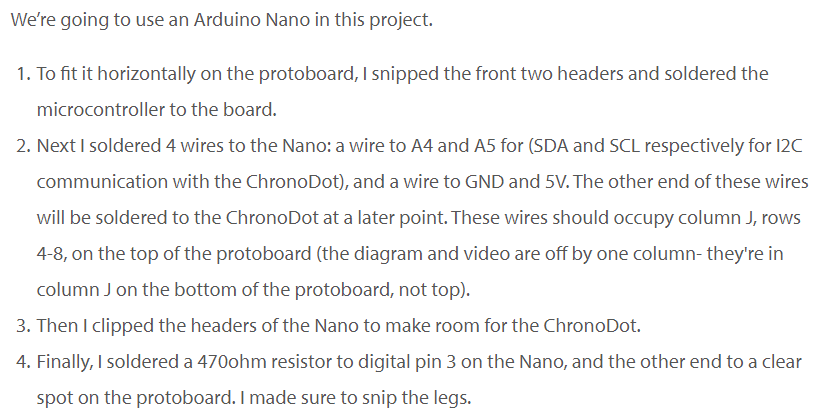 We’re going to use an Arduino Nano in this project.
1. To fit it horizontally on the protoboard, I snipped the front two headers and soldered the
microcontroller to the board.
2. Next I soldered 4 wires to the Nano: a wire to A4 and A5 for (SDA and SCL respectively for I2C
communication with the ChronoDot), and a wire to GND and 5V. The other end of these wires
will be soldered to the ChronoDot at a later point. These wires should occupy column J, rows
4-8, on the top of the protoboard (the diagram and video are off by one column- they're in
column J on the bottom of the protoboard, not top).
3. Then I clipped the headers of the Nano to make room for the ChronoDot.
4. Finally, I soldered a 470ohm resistor to digital pin 3 on the Nano, and the other end to a clear
spot on the protoboard. I made sure to snip the legs.